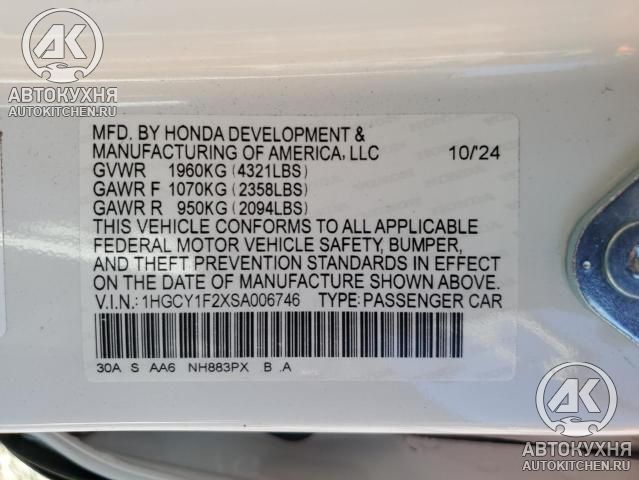 АК
АВТОКУХНЯ
AUTOKITCHEN.RU
MFD. BY HONDA DEVELOPMENT &
MANUFACTURING OF AMERICA, LLC 10/'24
GVWR 1960KG (4321LBS)
GAWR F 1070KG (2358LBS)
GAWR R 950KG (2094LBS)
THIS VEHICLE CONFORMS TO ALL APPLICABLE
FEDERAL MOTOR VEHICLE SAFETY, BUMPER,
AND THEFT PREVENTION STANDARDS IN EFFECT
ON THE DATE OF MANUFACTURE SHOWN ABOVE.
V.I.N.: 1HGCY1F2XSA006746 TYPE: PASSENGER CAR
30A S AA6 NH883PX B .A
АК
АВТОКУХНЯ
AUTOKITCHEN.RU